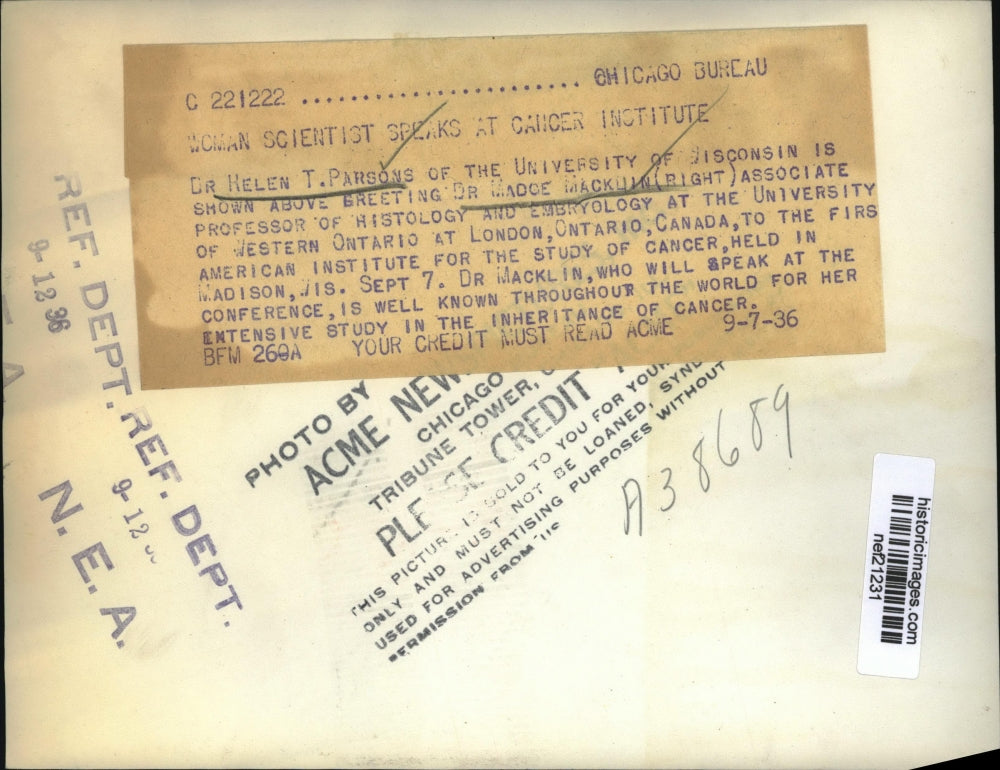 C 221222 ............................ CHICAGO BUREAU
WOMAN SCIENTIST SPEAKS AT CANCER INSTITUTE
DR HELEN T.PARSONS OF THE UNIVERSITY OF WISCONSIN IS
SHOWN ABOVE GREETING DR MADGE MACKLIN(RIGHT)ASSOCIATE
PROFESSOR OF HISTOLOGY AND EMBRYOLOGY AT THE UNIVERSITY
OF WESTERN ONTARIO AT LONDON,ONTARIO,CANADA,TO THE FIRS
AMERICAN INSTITUTE FOR THE STUDY OF CANCER,HELD IN
MADISON,WIS. SEPT 7. DR MACKLIN,WHO WILL SPEAK AT THE
CONFERENCE,IS WELL KNOWN THROUGHOUT THE WORLD FOR HER
EXTENSIVE STUDY IN THE INHERITANCE OF CANCER.
BFM 260A YOUR CREDIT MUST READ ACME 9-7-36
REF. DEPT.
9-12 36
REF. DEPT.
9-12
N. E. A.
PHOTO BY
ACME NEW
CHICAGO
TRIBUNE TOWER,
PLEASE CREDIT
THIS PICTURE IS SOLD TO YOU FOR YOUR
ONLY AND MUST NOT BE LOANED, SYND
USED FOR ADVERTISING PURPOSES WITHOUT
PERMISSION FROM US
A38689
historicimages.com
nef21231